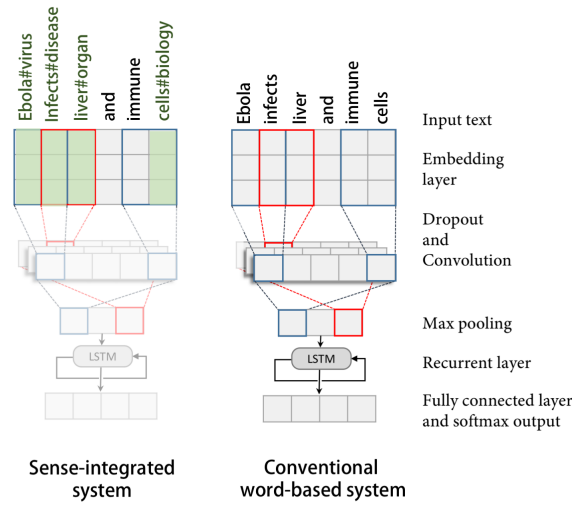 Ebola#virus
Infects#disease
liver#organ
and
immune
cells#biology
Ebola
infects
liver
and
immune
cells
Input text
Embedding
layer
Dropout
and
Convolution
Max pooling
LSTM
LSTM
Recurrent layer
Fully connected layer
and softmax output
Sense-integrated
system
Conventional
word-based system